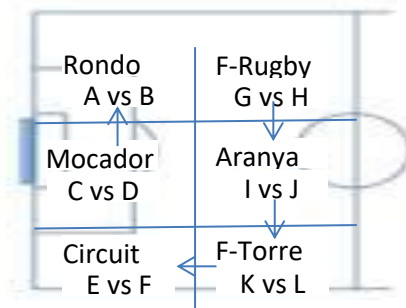 Rondo
A vs B
F-Rugby
G vs H
Mocador
C vs D
Aranya
I vs J
Circuit
E vs F
F-Torre
K vs L